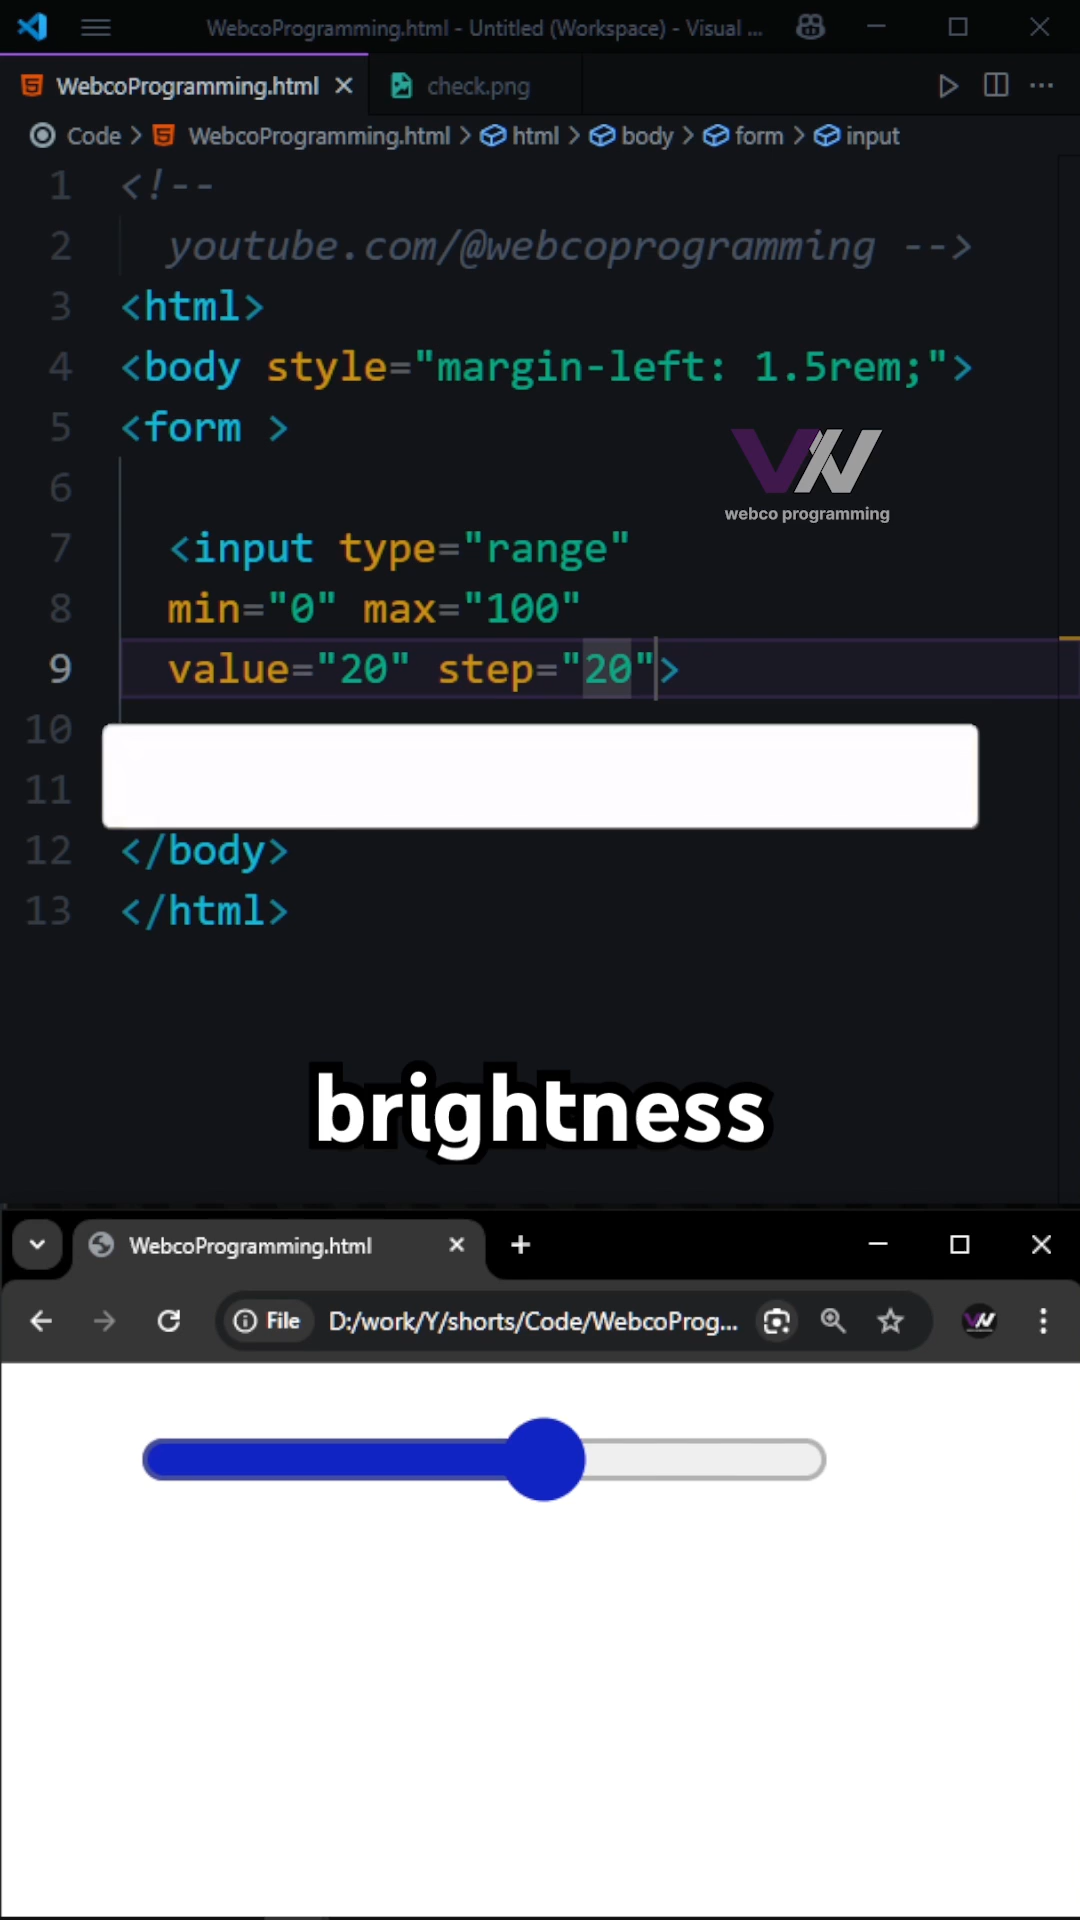 WebcoProgramming.html - Untitled (Workspace) - Visual ...
WebcoProgramming.html check.png
Code > WebcoProgramming.html > html > body > form > input
1 <!--
2 youtube.com/@webcoprogramming -->
3 <html>
4 <body style="margin-left: 1.5rem;">
5 <form >
6
7 <input type="range"
8 min="0" max="100"
9 value="20" step="20">
10
11
12 </body>
13 </html>
webco programming
brightness
WebcoProgramming.html
File D:/work/Y/shorts/Code/WebcoProg...